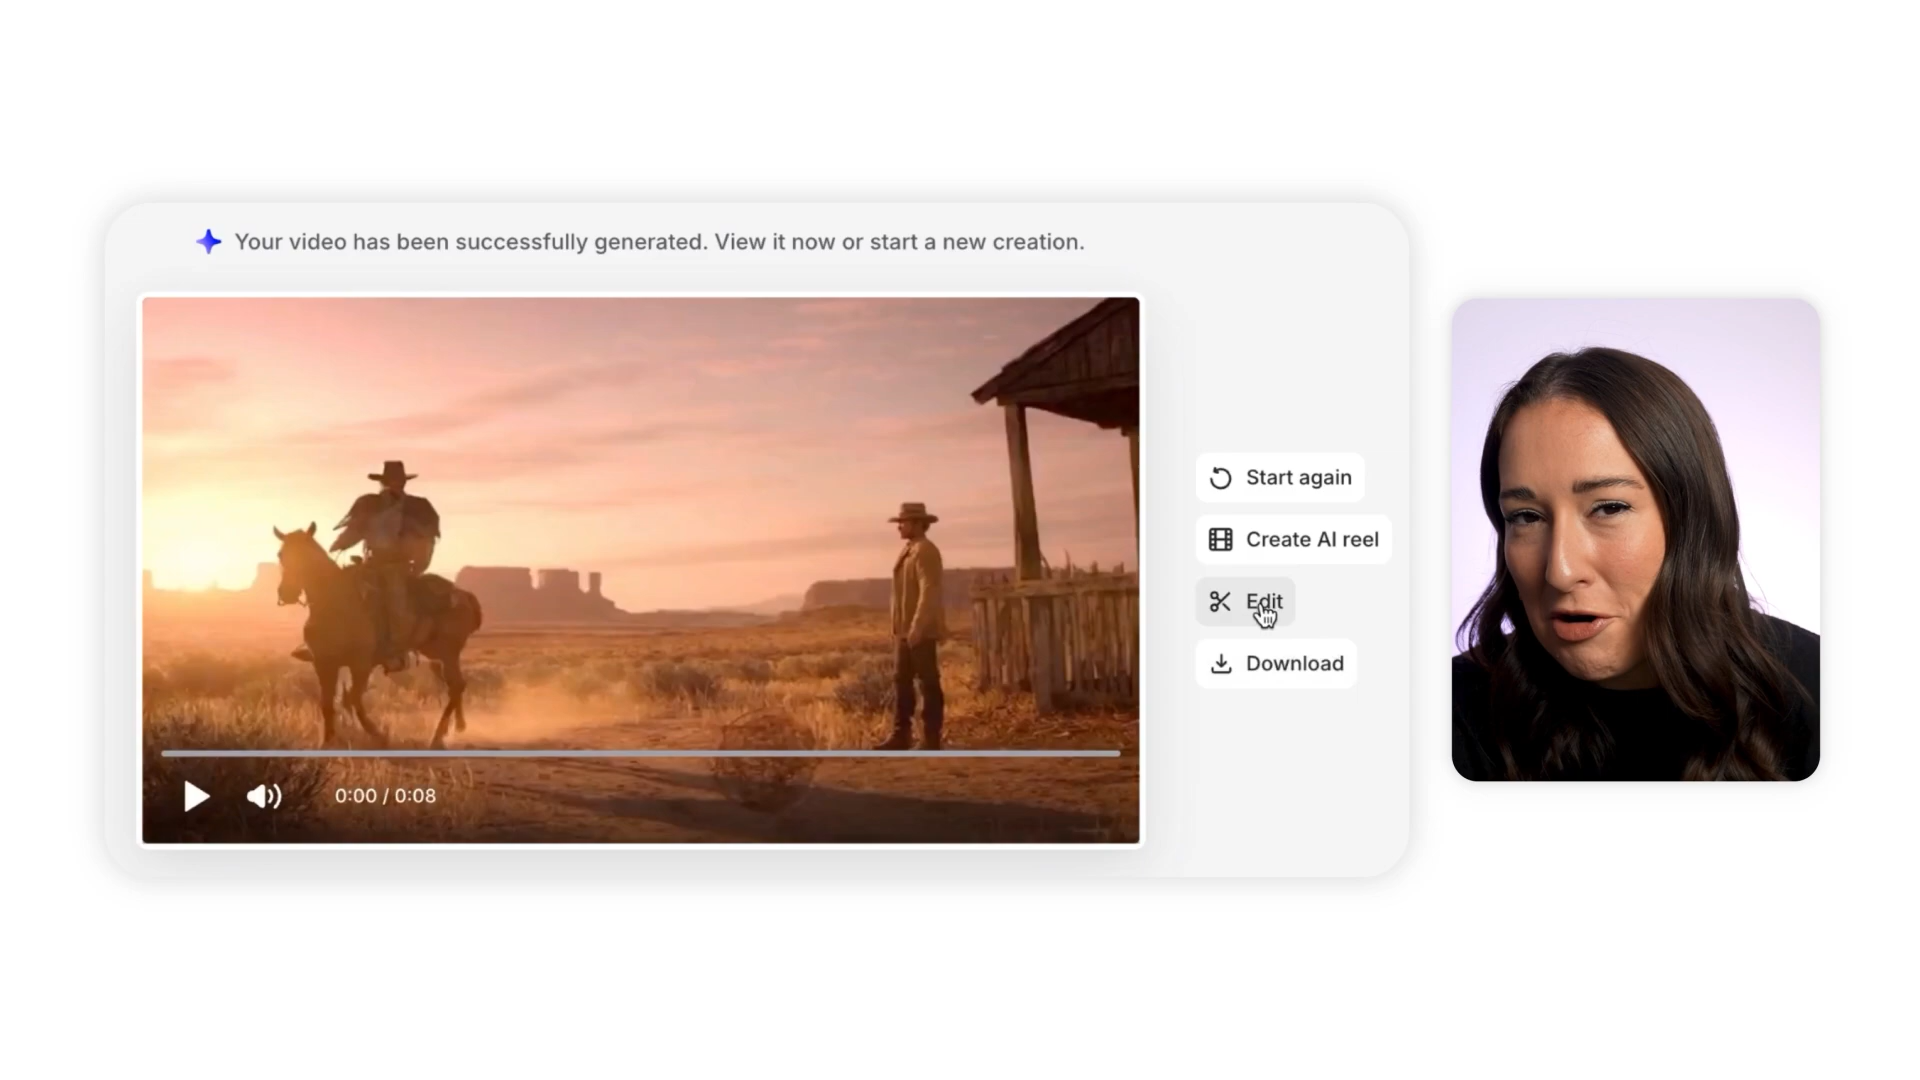 Your video has been successfully generated. View it now or start a new creation.
Start again
Create AI reel
Edit
Download
0:00 / 0:08